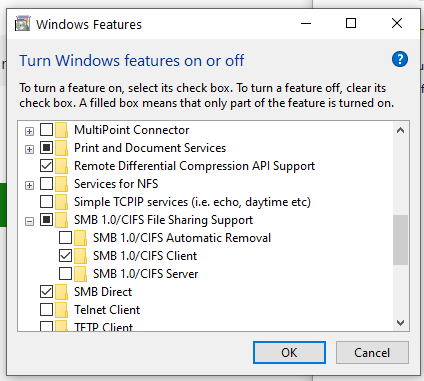 Windows Features
Turn Windows features on or off
To turn a feature on, select its check box. To turn a feature off, clear its
check box. A filled box means that only part of the feature is turned on.
MultiPoint Connector
Print and Document Services
Remote Differential Compression API Support
Services for NFS
Simple TCPIP services (i.e. echo, daytime etc)
SMB 1.0/CIFS File Sharing Support
SMB 1.0/CIFS Automatic Removal
SMB 1.0/CIFS Client
SMB 1.0/CIFS Server
SMB Direct
Telnet Client
TFTP Client
OK Cancel